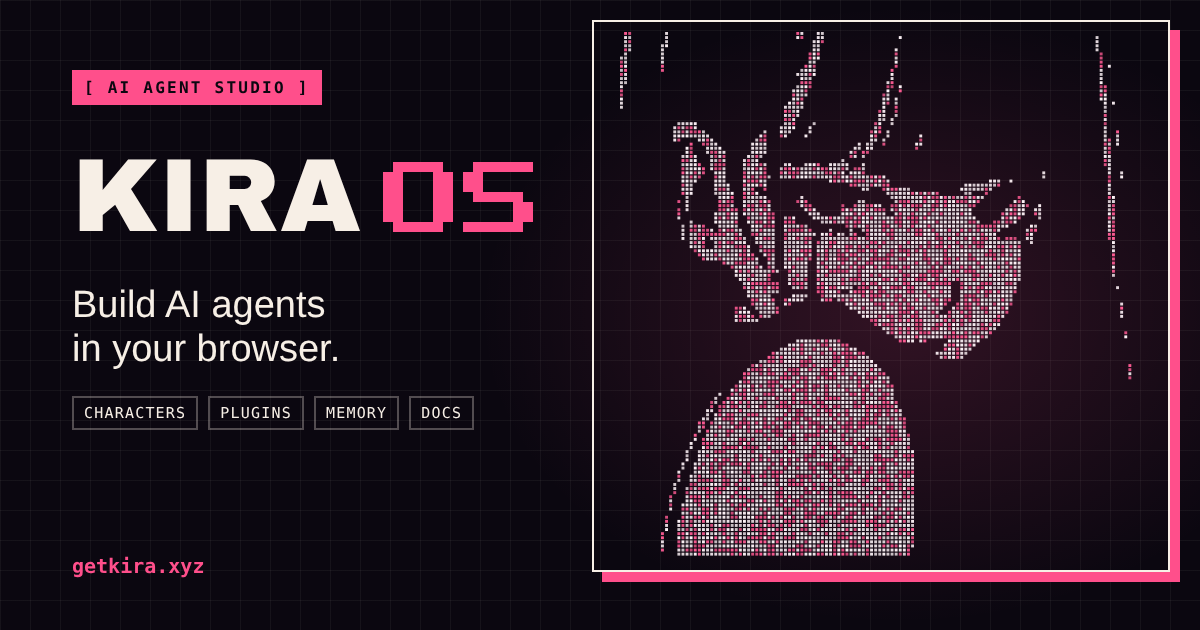 [ AI AGENT STUDIO ]
KIRA OS
Build AI agents
in your browser.
CHARACTERS PLUGINS MEMORY DOCS
getkira.xyz